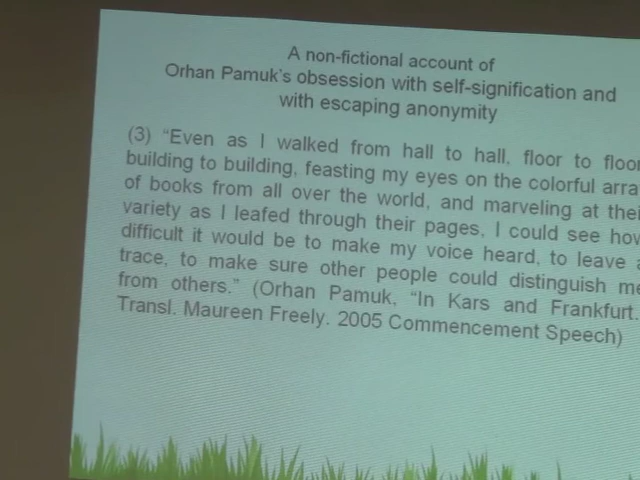 A non-fictional account of
Orhan Pamuk's obsession with self-signification and
with escaping anonymity
(3) "Even as I walked from hall to hall, floor to floor
building to building, feasting my eyes on the colorful arra
of books from all over the world, and marveling at thei
variety as I leafed through their pages, I could see how
difficult it would be to make my voice heard, to leave a
trace, to make sure other people could distinguish me
from others." (Orhan Pamuk, "In Kars and Frankfurt.
Transl. Maureen Freely. 2005 Commencement Speech)